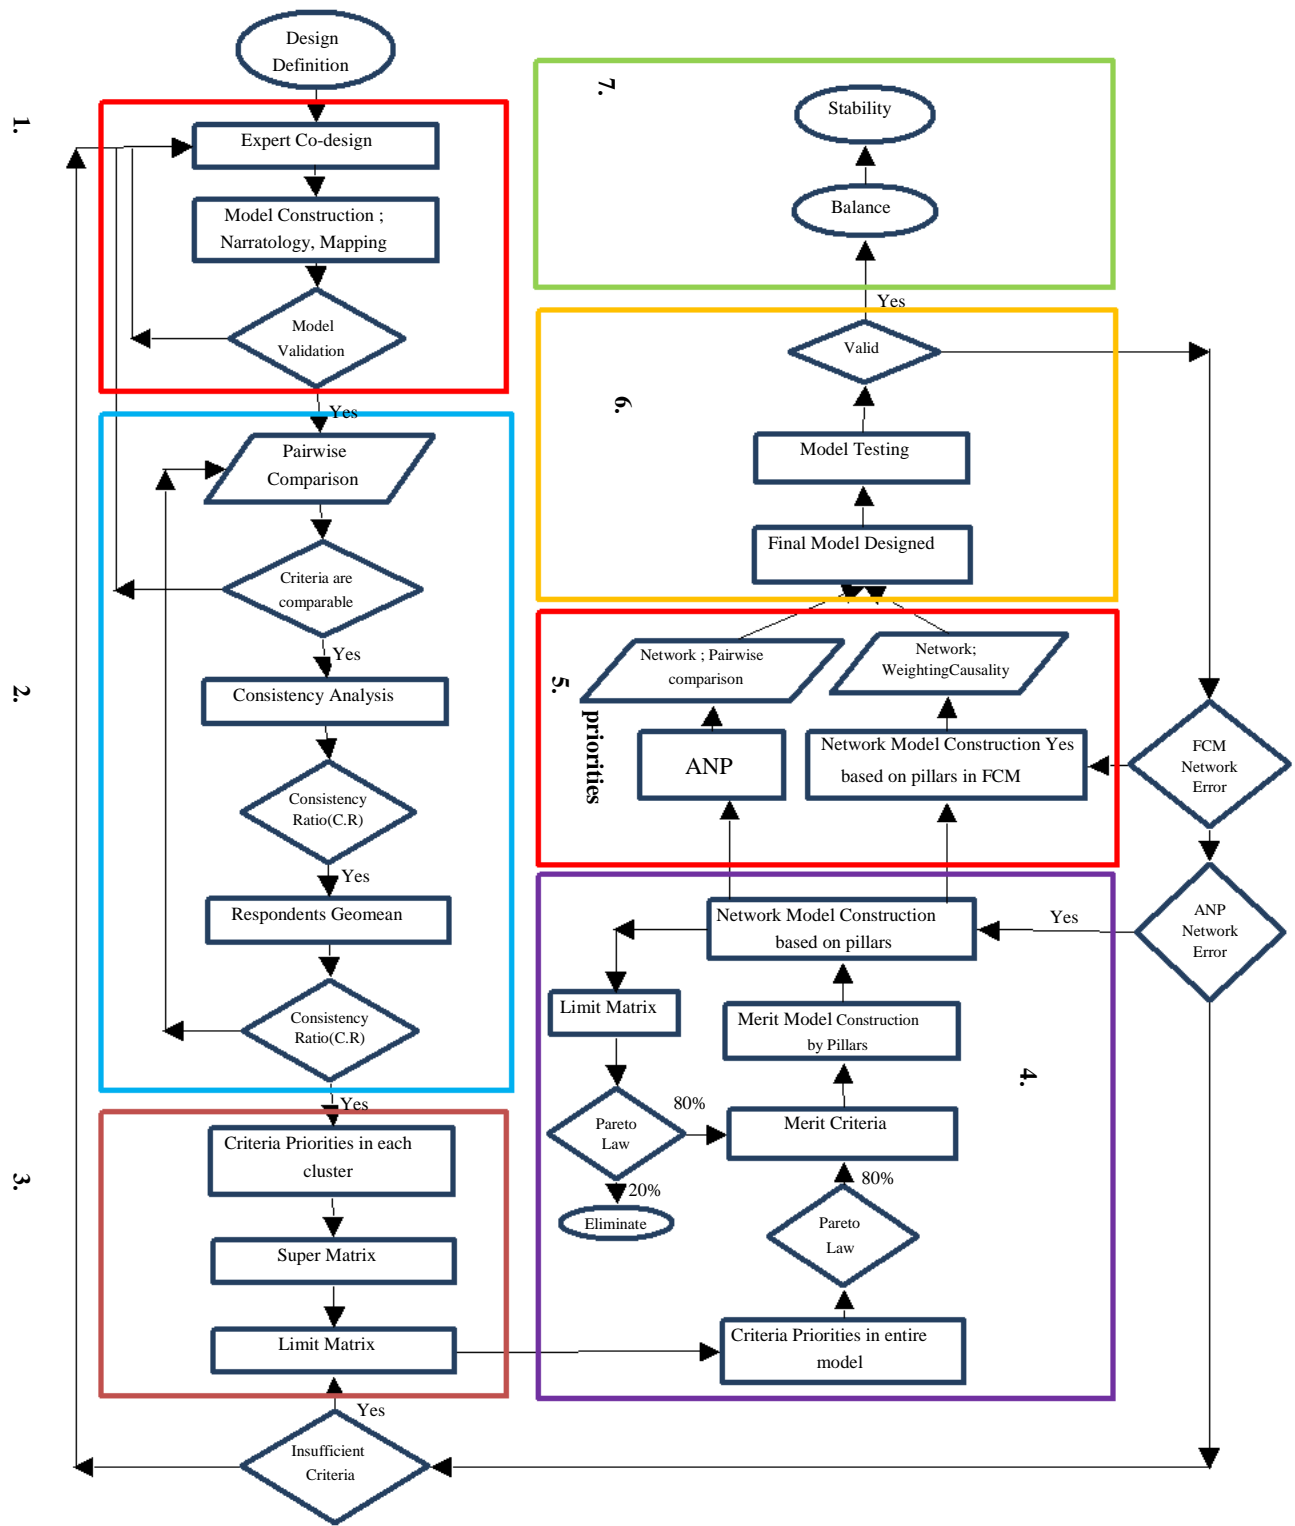 Design
Definition
1.
Expert Co-design
Model Construction ;
Narratology, Mapping
Model
Validation
Yes
2.
Pairwise
Comparison
Criteria are
comparable
Yes
Consistency Analysis
Consistency
Ratio(C.R)
Yes
Respondents Geomean
Consistency
Ratio(C.R)
Yes
3.
Criteria Priorities in each
cluster
Super Matrix
Limit Matrix
Yes
Insufficient
Criteria
7.
Stability
Balance
Yes
6.
Valid
Model Testing
Final Model Designed
5.
priorities
Network ; Pairwise
comparison
Network;
WeightingCausality
ANP
Network Model Construction Yes
based on pillars in FCM
FCM
Network
Error
ANP
Network
Error
Yes
4.
Network Model Construction
based on pillars
Limit Matrix
Merit Model Construction
by Pillars
Pareto
Law
80%
Merit Criteria
20%
Eliminate
80%
Pareto
Law
Criteria Priorities in entire
model